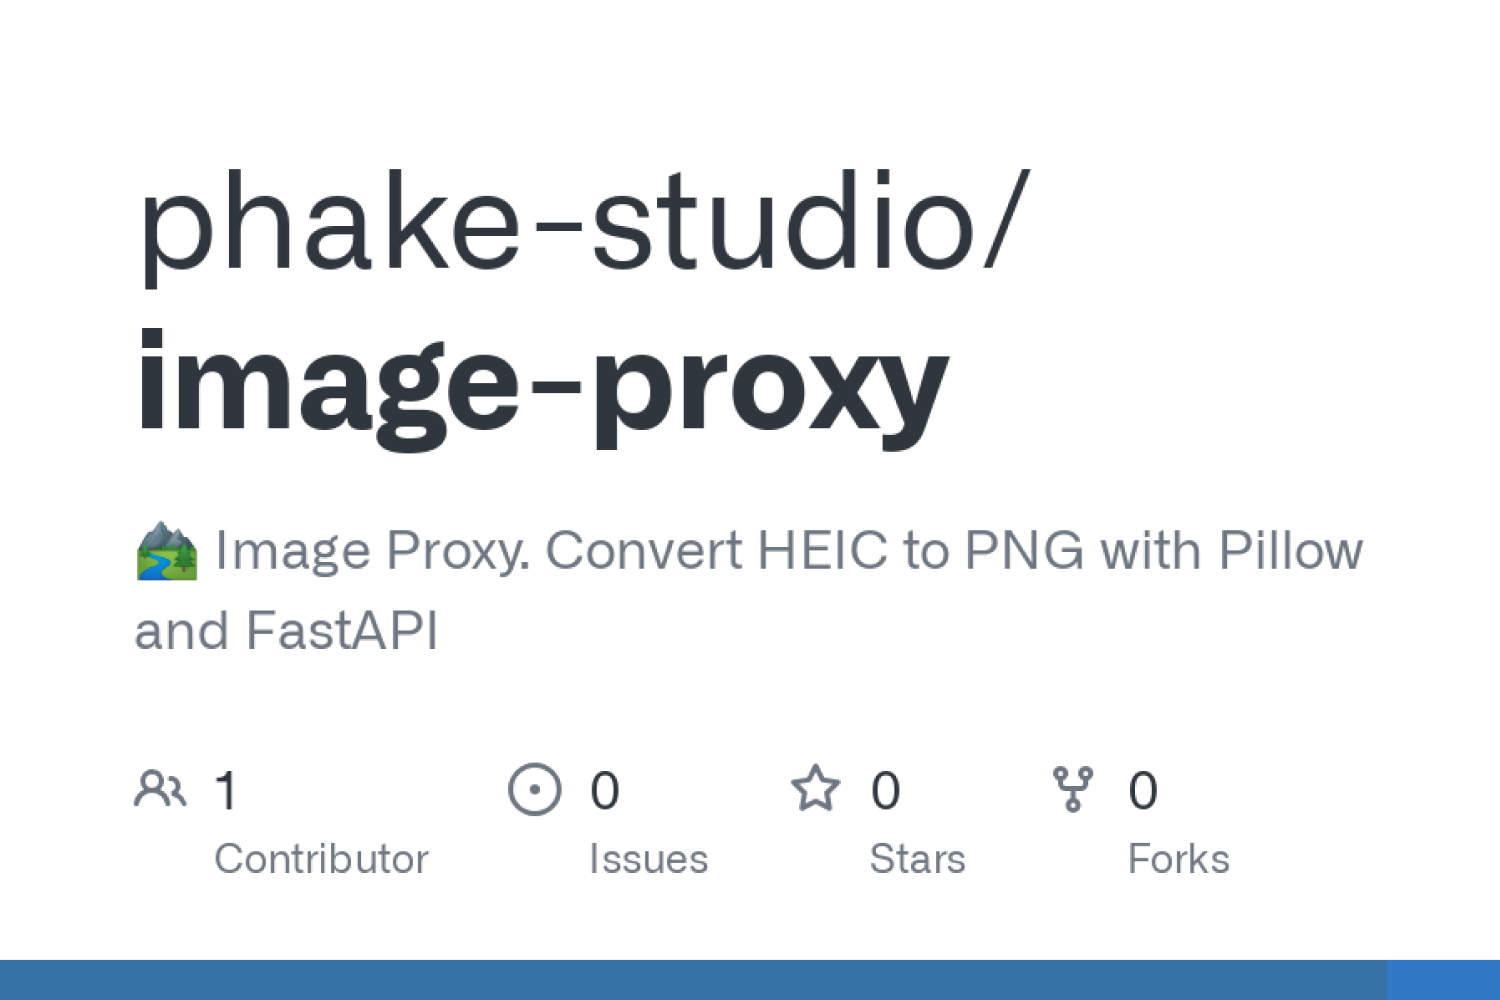 phake-studio/
image-proxy
Image Proxy. Convert HEIC to PNG with Pillow
and FastAPI
1 0 0 0
Contributor Issues Stars Forks